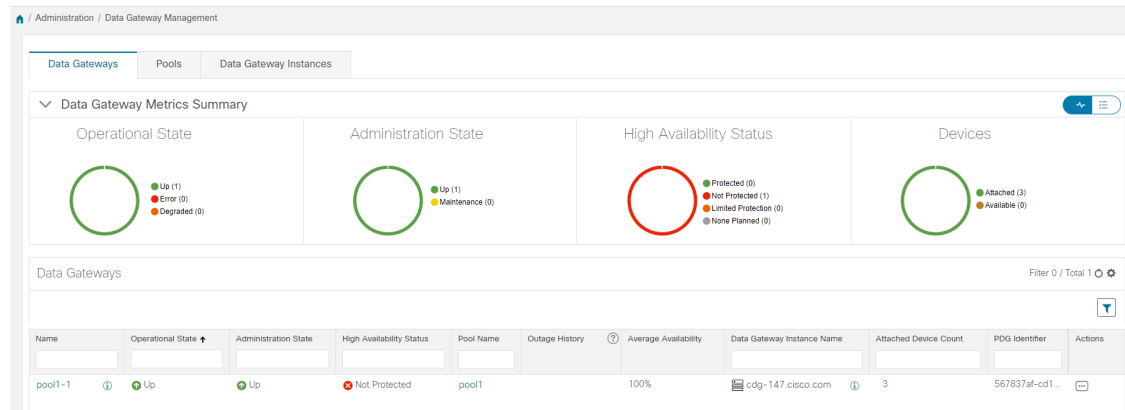 / Administration / Data Gateway Management
Data Gateways Pools Data Gateway Instances
Data Gateway Metrics Summary
Operational State Administration State High Availability Status Devices
Up (1)
Error (0)
Degraded (0)
Up (1)
Maintenance (0)
Protected (0)
Not Protected (1)
Limited Protection (0)
None Planned (0)
Attached (3)
Available (0)
Data Gateways Filter 0 / Total 1
Name Operational State Administration State High Availability Status Pool Name Outage History ? Average Availability Data Gateway Instance Name Attached Device Count PDG Identifier Actions
pool1-1 Up Up Not Protected pool1 100% cdg-147.cisco.com 3 567837af-cd1...